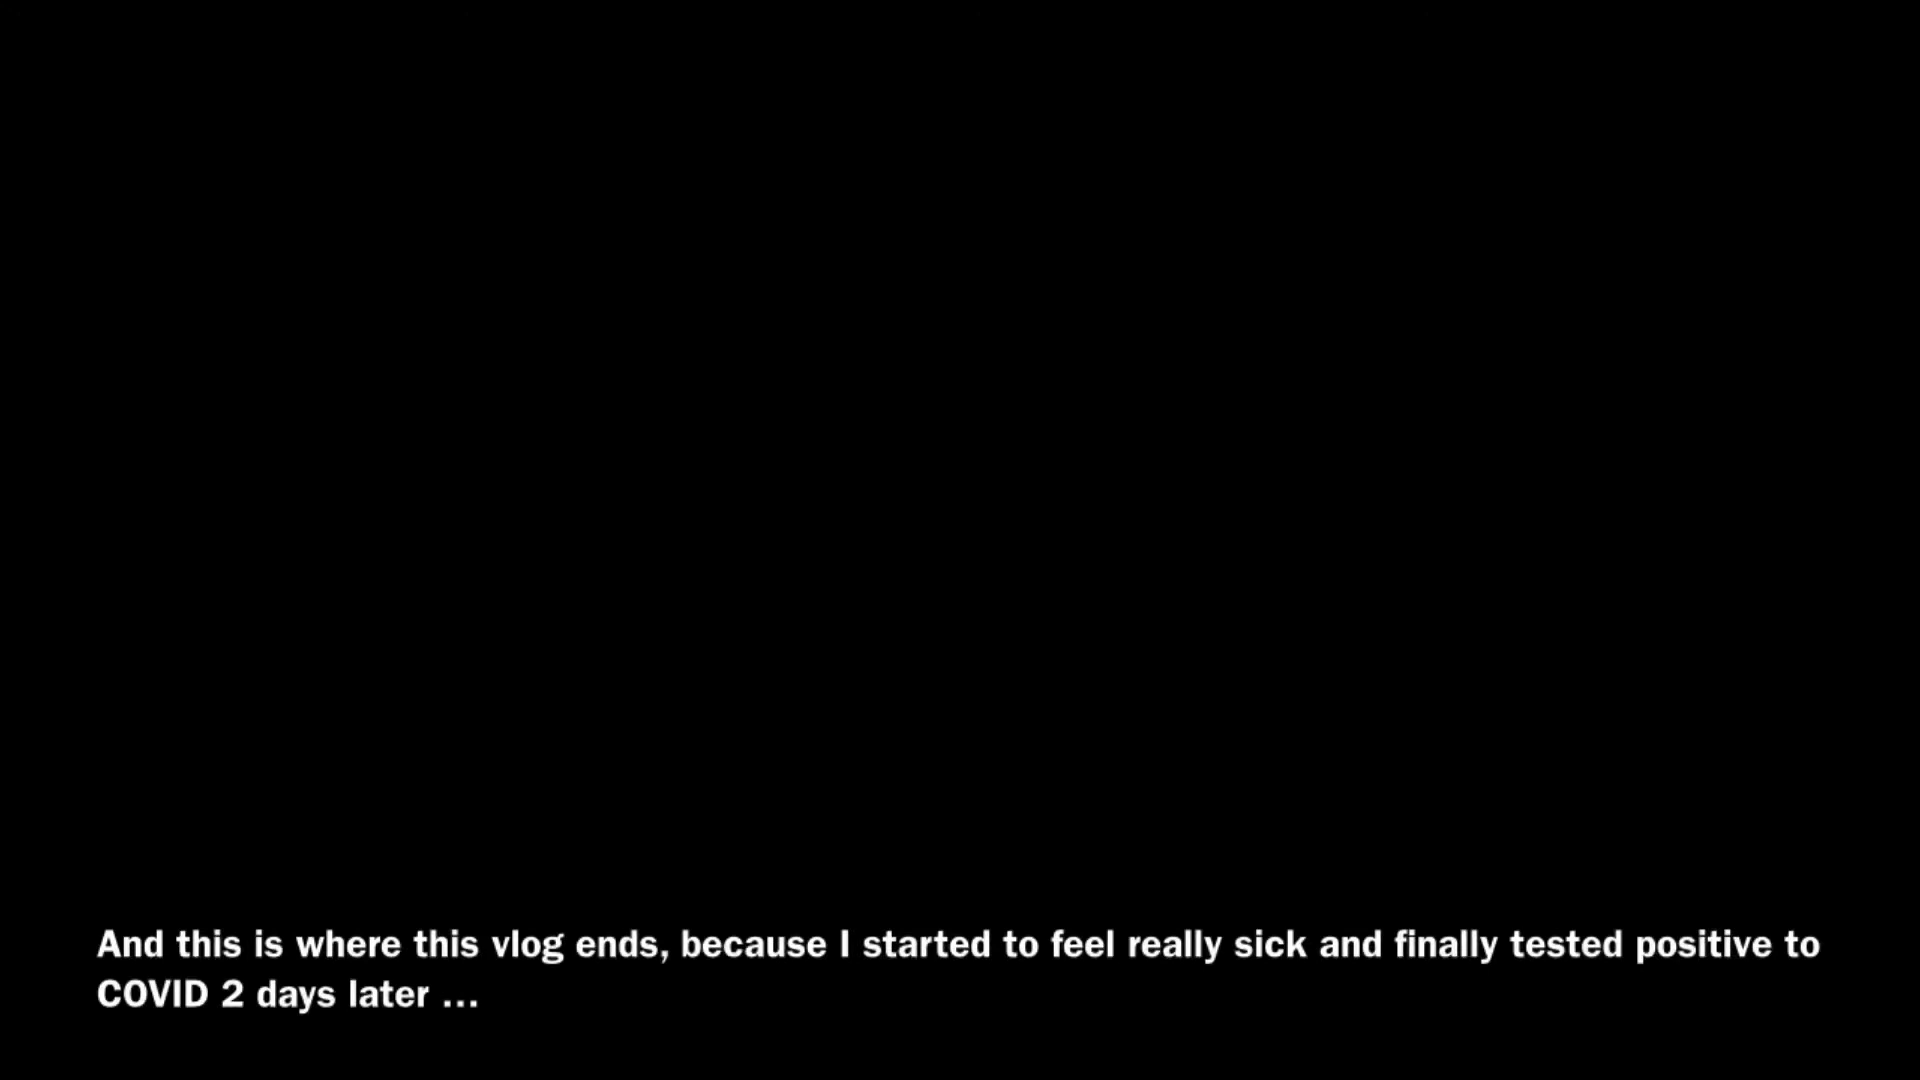 And this is where this vlog ends, because I started to feel really sick and finally tested positive to
COVID 2 days later ...